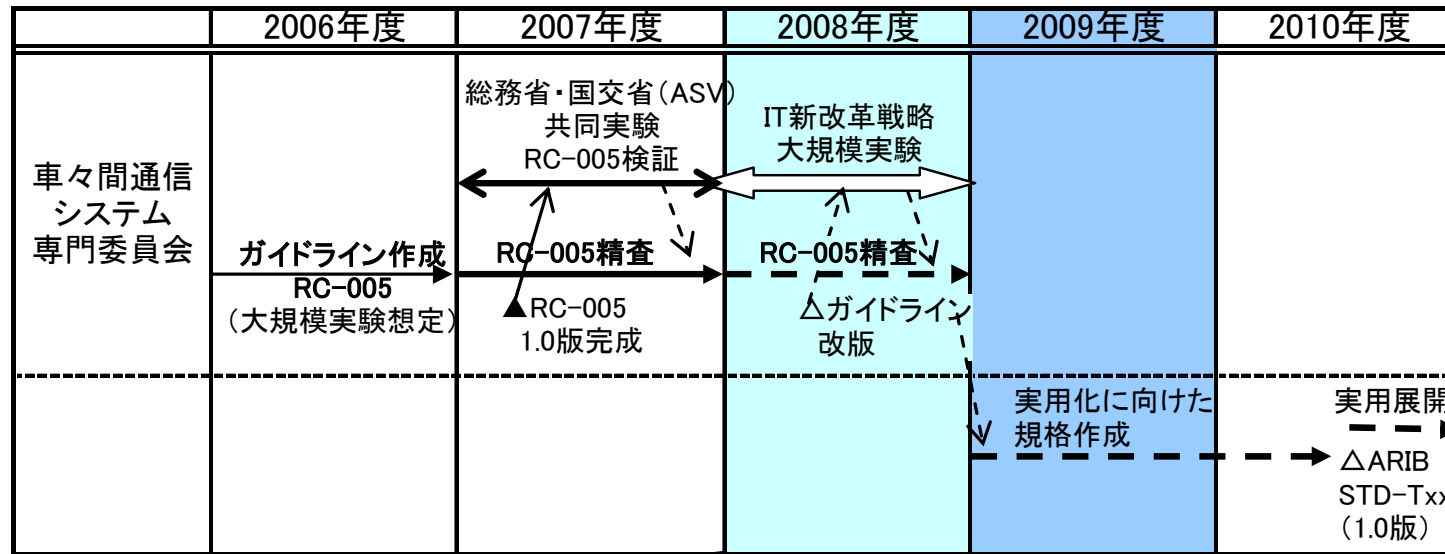 2006年度
2007年度
2008年度
2009年度
2010年度
車々間通信
システム
専門委員会
ガイドライン作成
RC-005
(大規模実験想定)
総務省・国交省(ASV)
共同実験
RC-005検証
RC-005精査
▲RC-005
1.0版完成
IT新改革戦略
大規模実験
RC-005精査
△ガイドライン
改版
実用化に向けた
規格作成
実用展開
△ARIB
STD-Txx
(1.0版)